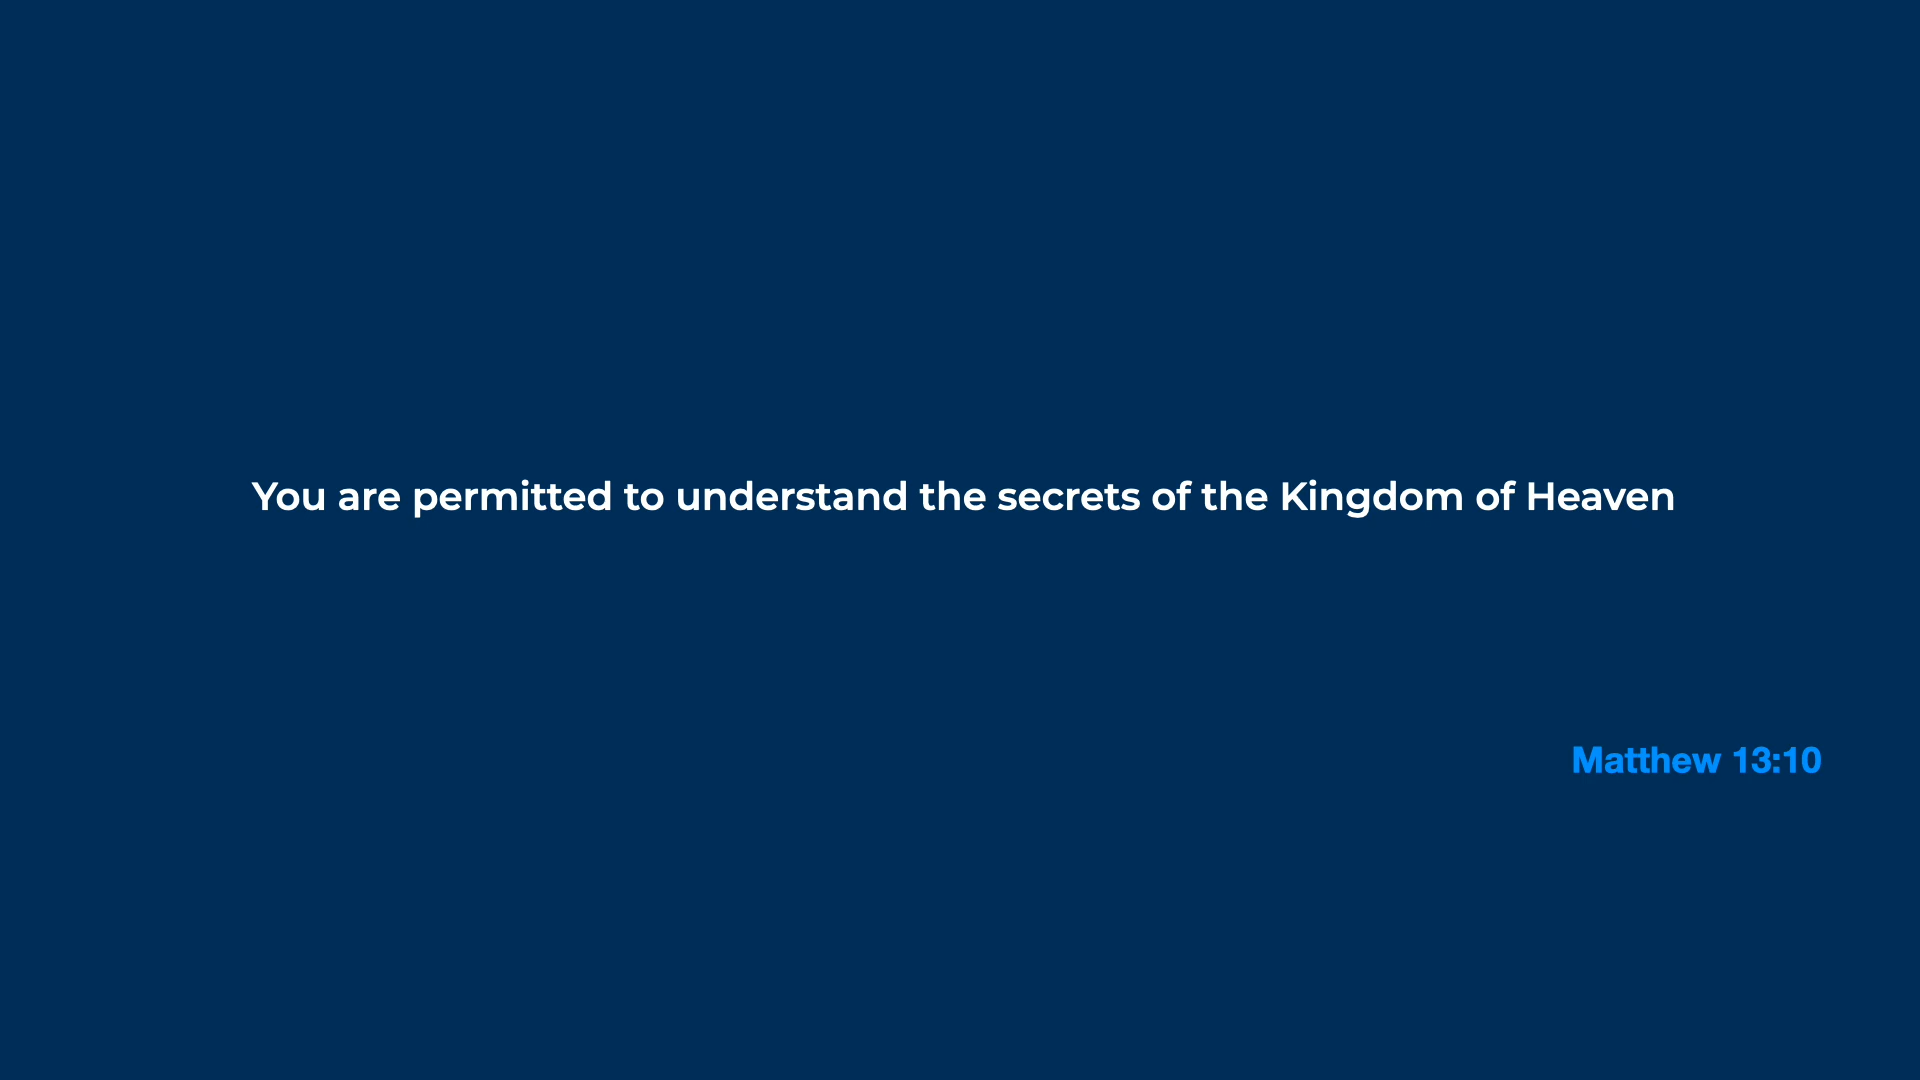 You are permitted to understand the secrets of the Kingdom of Heaven
Matthew 13:10